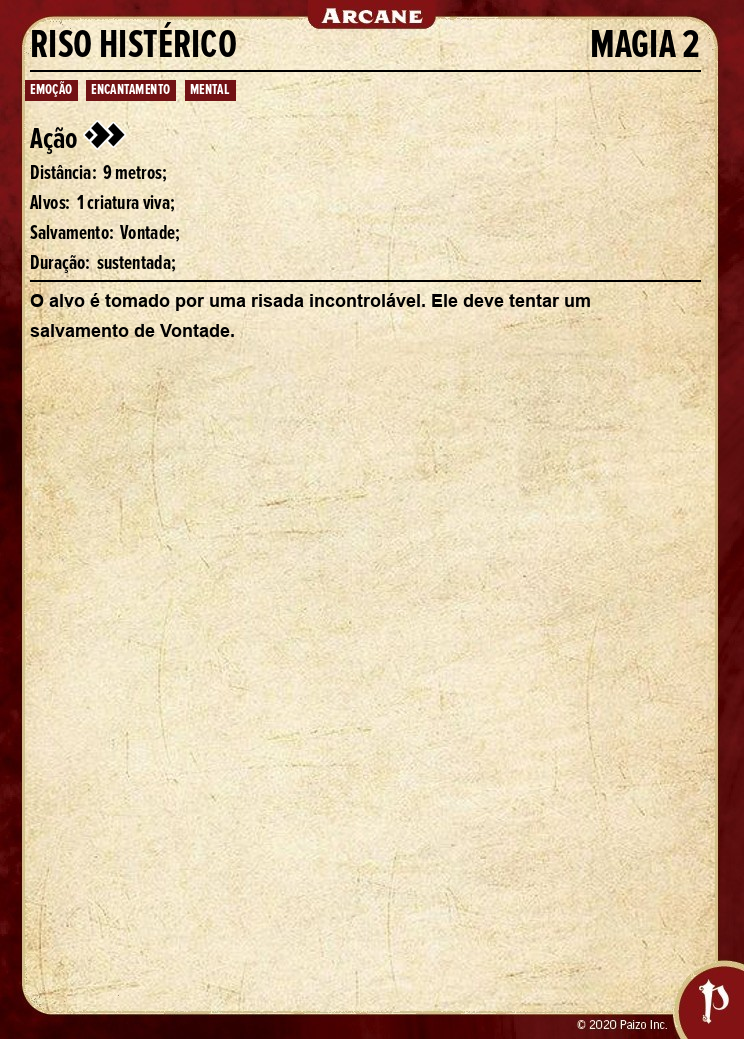 ARCANE
RISO HISTÉRICO MAGIA 2
EMOÇÃO ENCANTAMENTO MENTAL
Ação
Distância: 9 metros;
Alvos: 1 criatura viva;
Salvamento: Vontade;
Duração: sustentada;
O alvo é tomado por uma risada incontrolável. Ele deve tentar um
salvamento de Vontade.
© 2020 Paizo Inc.
P